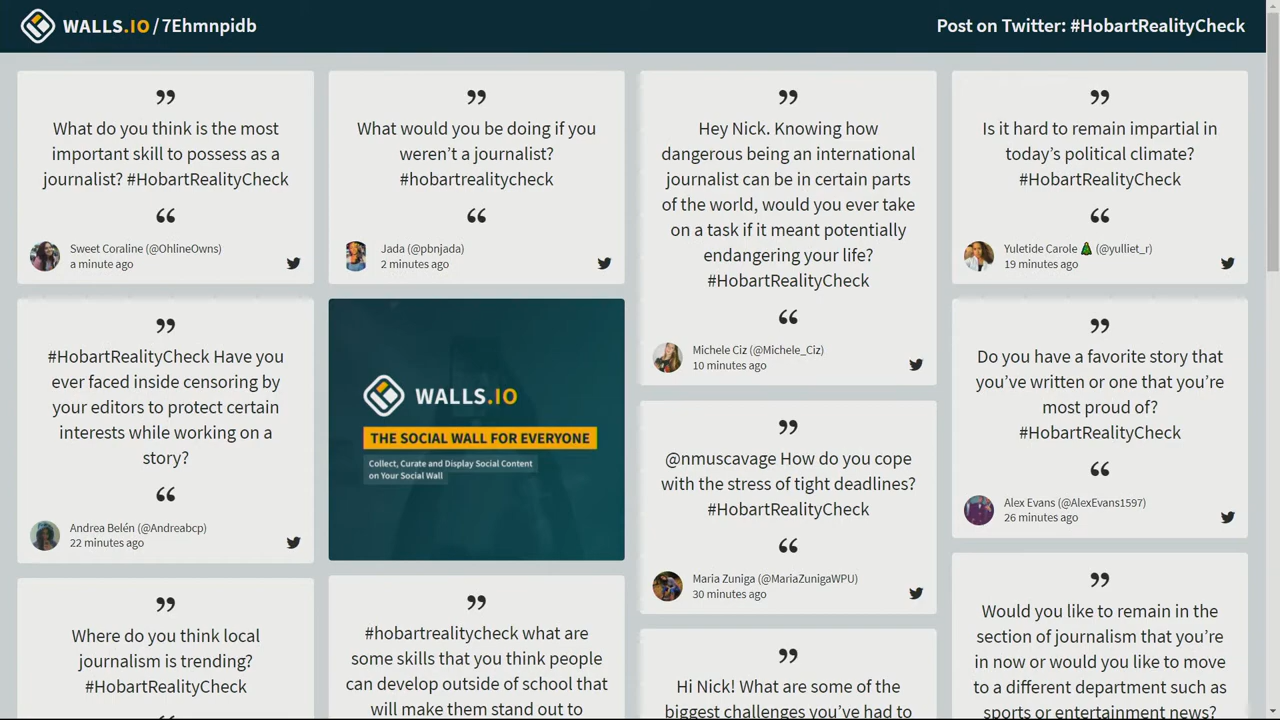 WALLS.IO / 7Ehmnpidb
Post on Twitter: #HobartRealityCheck
”
What do you think is the most
important skill to possess as a
journalist? #HobartRealityCheck
“
Sweet Coraline (@OhlineOwns)
a minute ago
”
What would you be doing if you
weren’t a journalist?
#hobartrealitycheck
“
Jada (@pbnjada)
2 minutes ago
”
Hey Nick. Knowing how
dangerous being an international
journalist can be in certain parts
of the world, would you ever take
on a task if it meant potentially
endangering your life?
#HobartRealityCheck
“
Michele Ciz (@Michele_Ciz)
10 minutes ago
”
Is it hard to remain impartial in
today’s political climate?
#HobartRealityCheck
“
Yuletide Carole 🎄 (@yulliet_r)
19 minutes ago
”
#HobartRealityCheck Have you
ever faced inside censoring by
your editors to protect certain
interests while working on a
story?
“
Andrea Belén (@Andreabcp)
22 minutes ago
WALLS.IO
THE SOCIAL WALL FOR EVERYONE
Collect, Curate and Display Social Content
on Your Social Wall
”
Do you have a favorite story that
you’ve written or one that you’re
most proud of?
#HobartRealityCheck
“
Alex Evans (@AlexEvans1597)
26 minutes ago
”
@nmuscavage How do you cope
with the stress of tight deadlines?
#HobartRealityCheck
“
Maria Zuniga (@MariaZunigaWPU)
30 minutes ago
”
Where do you think local
journalism is trending?
#HobartRealityCheck
”
#hobartrealitycheck what are
some skills that you think people
can develop outside of school that
will make them stand out to
”
Hi Nick! What are some of the
biggest challenges you’ve had to
”
Would you like to remain in the
section of journalism that you’re
in now or would you like to move
to a different department such as
sports or entertainment news?